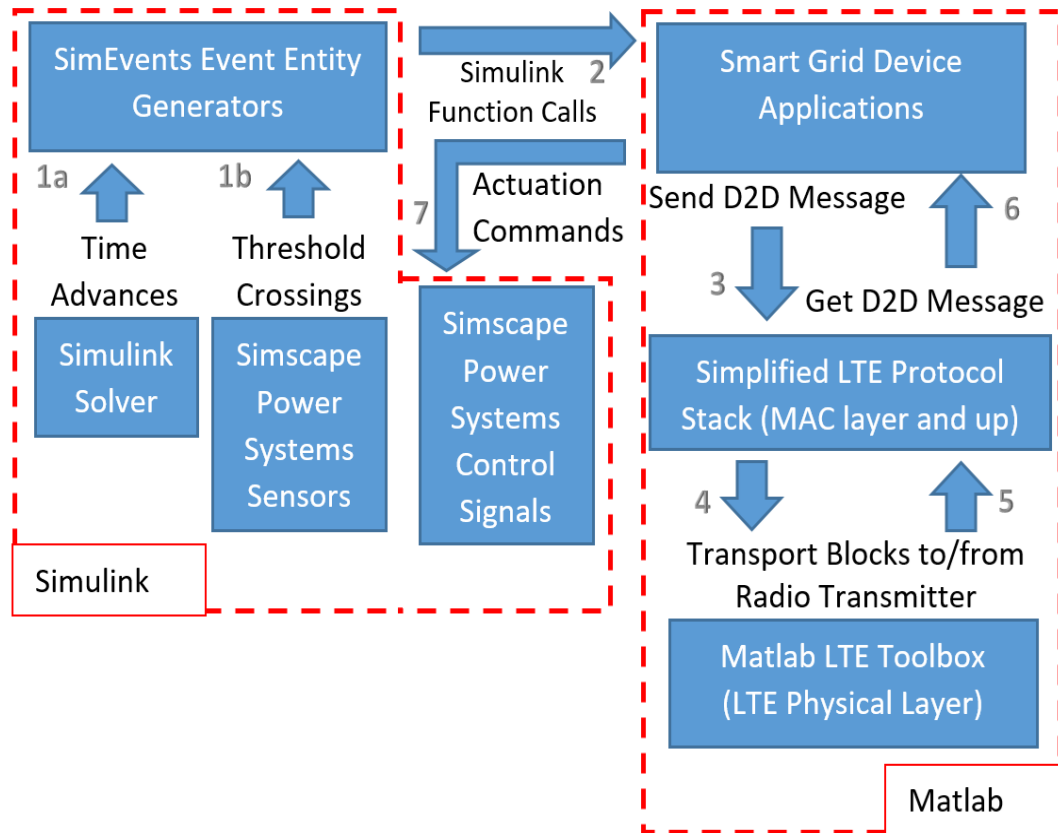 SimEvents Event Entity
Generators
1a
1b
Time
Advances
Threshold
Crossings
Simulink
Solver
Simscape
Power
Systems
Sensors
Simulink
2
Simulink
Function Calls
7
Actuation
Commands
Simscape
Power
Systems
Control
Signals
Smart Grid Device
Applications
Send D2D Message
6
3
Get D2D Message
Simplified LTE Protocol
Stack (MAC layer and up)
4
5
Transport Blocks to/from
Radio Transmitter
Matlab LTE Toolbox
(LTE Physical Layer)
Matlab